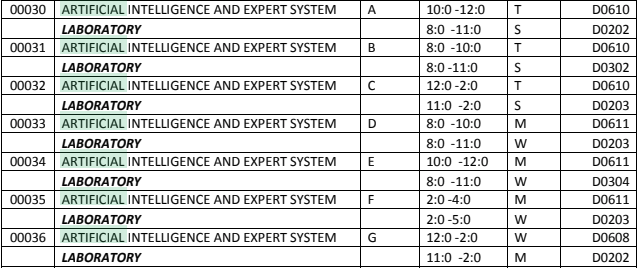 00030 ARTIFICIAL INTELLIGENCE AND EXPERT SYSTEM A 10:0 -12:0 T D0610
LABORATORY 8:0 -11:0 S D0202
00031 ARTIFICIAL INTELLIGENCE AND EXPERT SYSTEM B 8:0 -10:0 T D0610
LABORATORY 8:0 -11:0 S D0302
00032 ARTIFICIAL INTELLIGENCE AND EXPERT SYSTEM C 12:0 -2:0 T D0610
LABORATORY 11:0 -2:0 S D0203
00033 ARTIFICIAL INTELLIGENCE AND EXPERT SYSTEM D 8:0 -10:0 M D0611
LABORATORY 8:0 -11:0 W D0203
00034 ARTIFICIAL INTELLIGENCE AND EXPERT SYSTEM E 10:0 -12:0 M D0611
LABORATORY 8:0 -11:0 W D0304
00035 ARTIFICIAL INTELLIGENCE AND EXPERT SYSTEM F 2:0 -4:0 M D0611
LABORATORY 2:0 -5:0 W D0203
00036 ARTIFICIAL INTELLIGENCE AND EXPERT SYSTEM G 12:0 -2:0 W D0608
LABORATORY 11:0 -2:0 M D0202